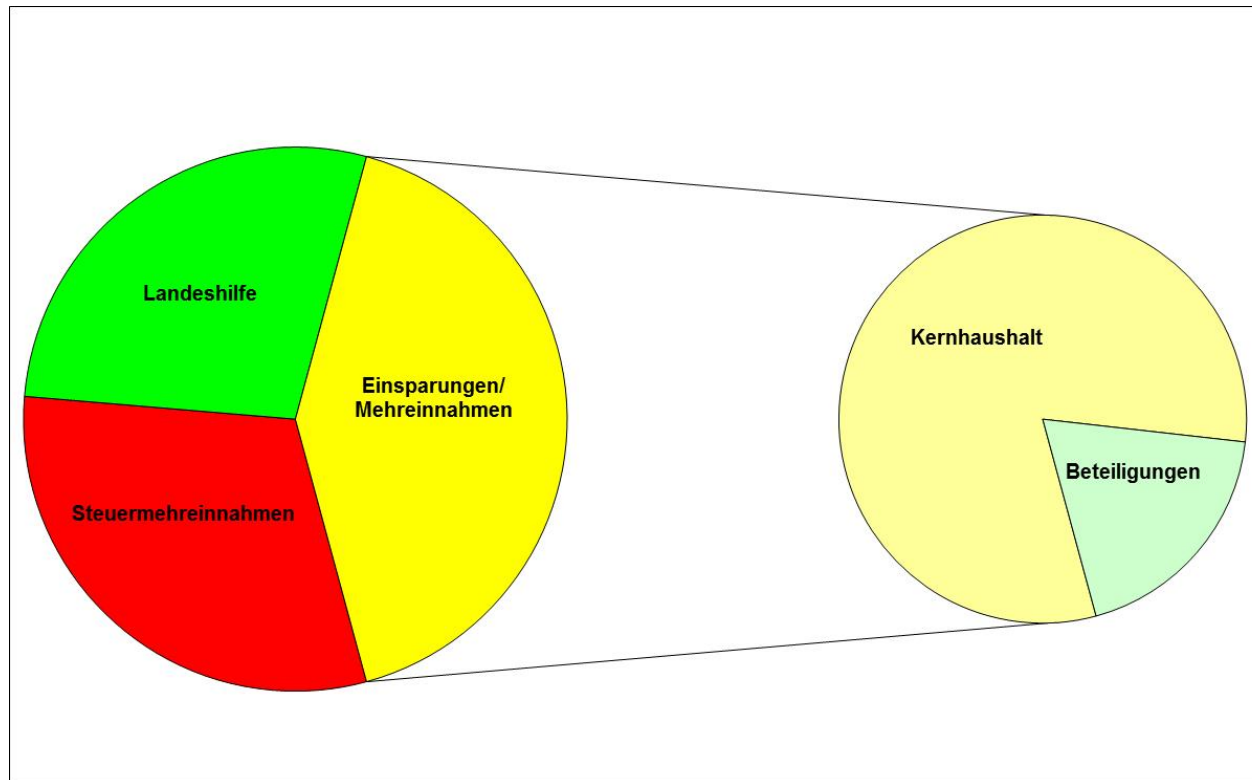 Landeshilfe
Einsparungen/
Mehreinnahmen
Steuermehreinnahmen
Kernhaushalt
Beteiligungen